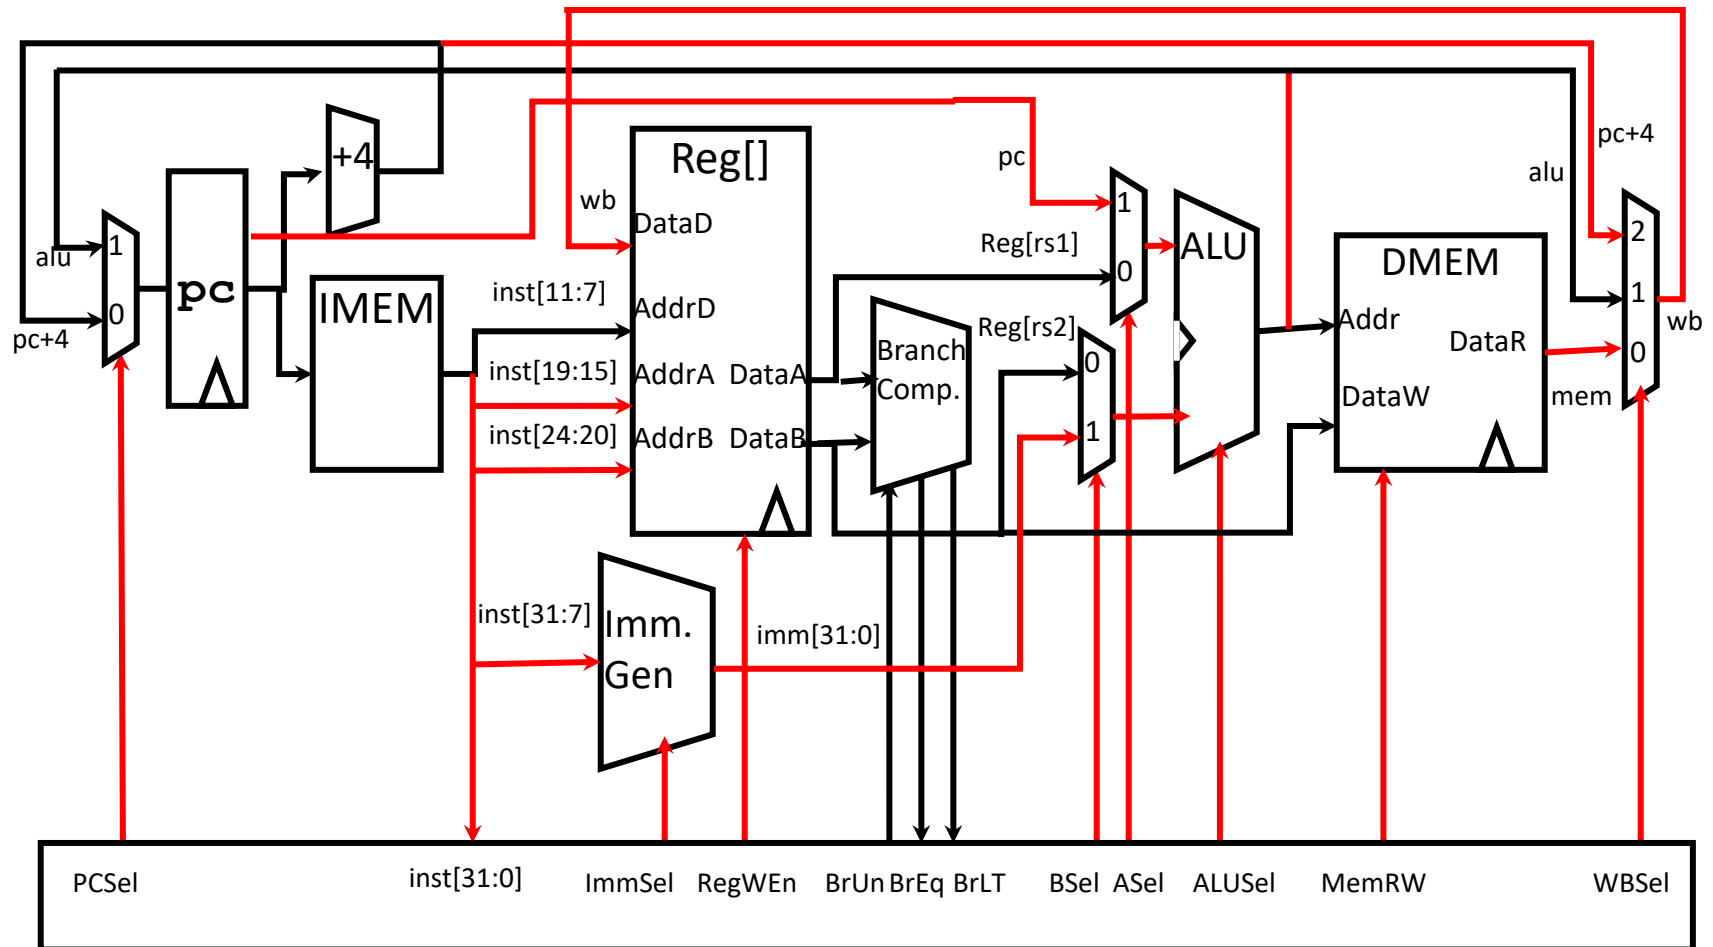 pc+4
pc
alu
+4
Reg[]
wb
DataD
1
2
ALU
DMEM
Reg[rs1]
alu
1
pc
0
inst[11:7]
IMEM
AddrD
0
1
Addr
wb
pc+4
0
Reg[rs2]
Branch
Comp.
DataR
0
inst[19:15]
AddrA
DataA
0
DataW
mem
inst[24:20]
AddrB
DataB
1
inst[31:7]
Imm.
Gen
imm[31:0]
PCSel
inst[31:0]
ImmSel
RegWEn
BrUn
BrEq
BrLT
BSel
ASel
ALUSel
MemRW
WBSel